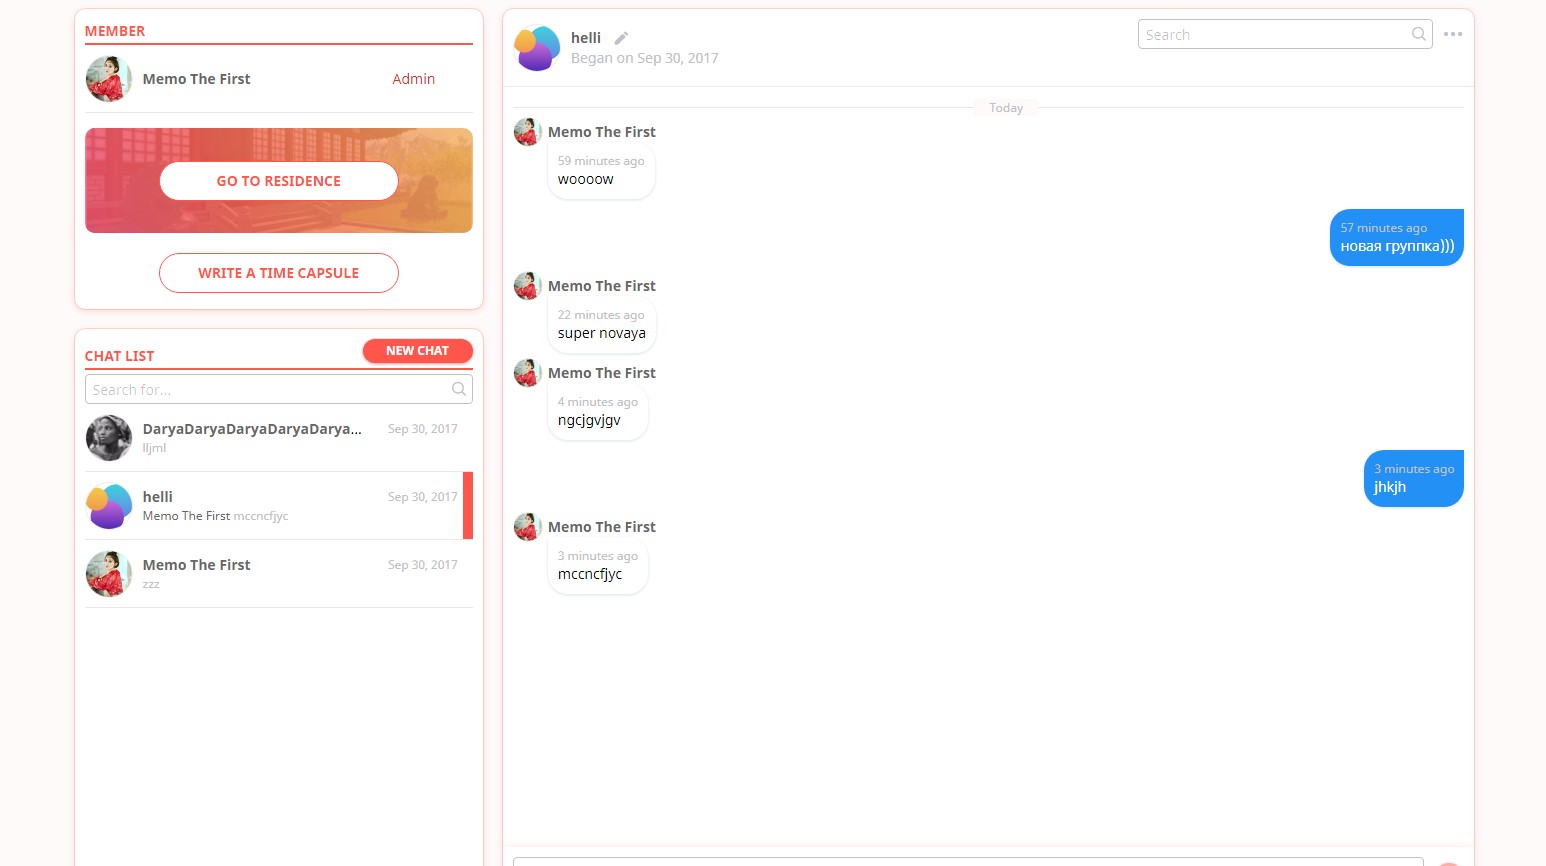 MEMBER
Memo The First Admin
GO TO RESIDENCE
WRITE A TIME CAPSULE
CHAT LIST NEW CHAT
Search for...
DaryaDaryaDaryaDaryaDarya... Sep 30, 2017
lljml
helli Sep 30, 2017
Memo The First mccncfjyc
Memo The First Sep 30, 2017
zzz
helli
Began on Sep 30, 2017
Search
Today
Memo The First
59 minutes ago
woooow
57 minutes ago
новая группка)))
Memo The First
22 minutes ago
super novaya
Memo The First
4 minutes ago
ngcjgvjgv
3 minutes ago
jhkjh
Memo The First
3 minutes ago
mccncfjyc